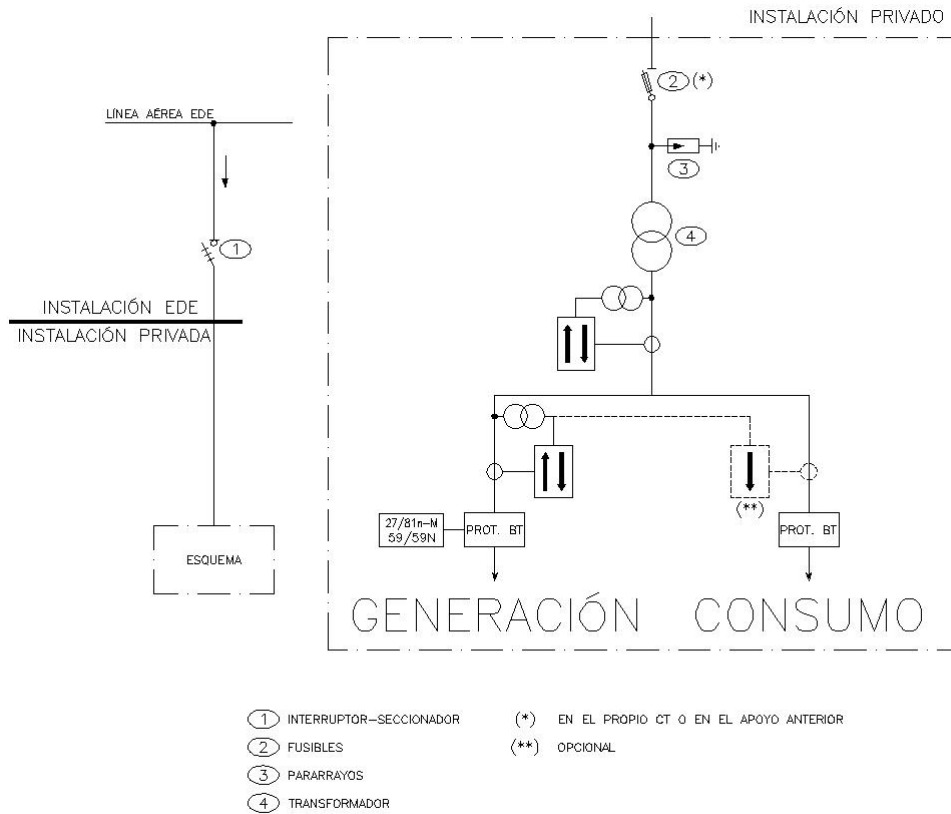 INSTALACIÓN PRIVADO
LÍNEA AÉREA EDE
1
INSTALACIÓN EDE
INSTALACIÓN PRIVADA
ESQUEMA
2 (*)
3
4
(**)
27/81m-M
59/59N
PROT. BT
PROT. BT
GENERACIÓN
CONSUMO
1 INTERRUPTOR-SECCIONADOR
2 FUSIBLES
3 PARARRAYOS
4 TRANSFORMADOR
(*) EN EL PROPIO CT O EN EL APOYO ANTERIOR
(**) OPCIONAL